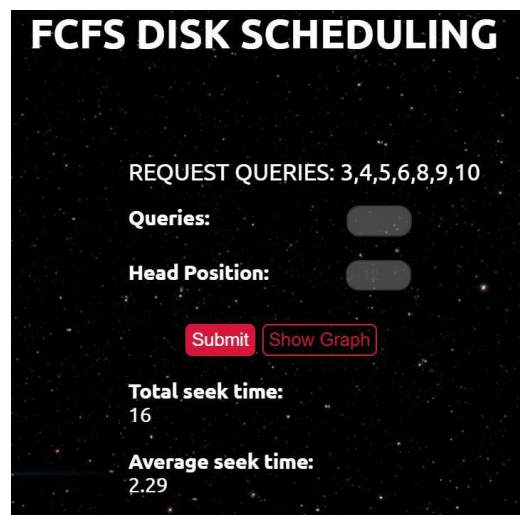 FCFS DISK SCHEDULING
REQUEST QUERIES: 3,4,5,6,8,9,10
Queries:
Head Position:
Submit Show Graph
Total seek time:
16
Average seek time:
2.29